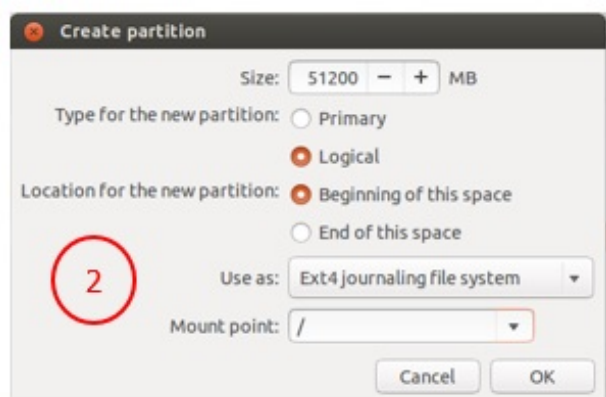 Create partition
Size: 51200 − + MB
Type for the new partition: Primary
Logical
Location for the new partition: Beginning of this space
End of this space
2
Use as: Ext4 journaling file system
Mount point: /
Cancel OK